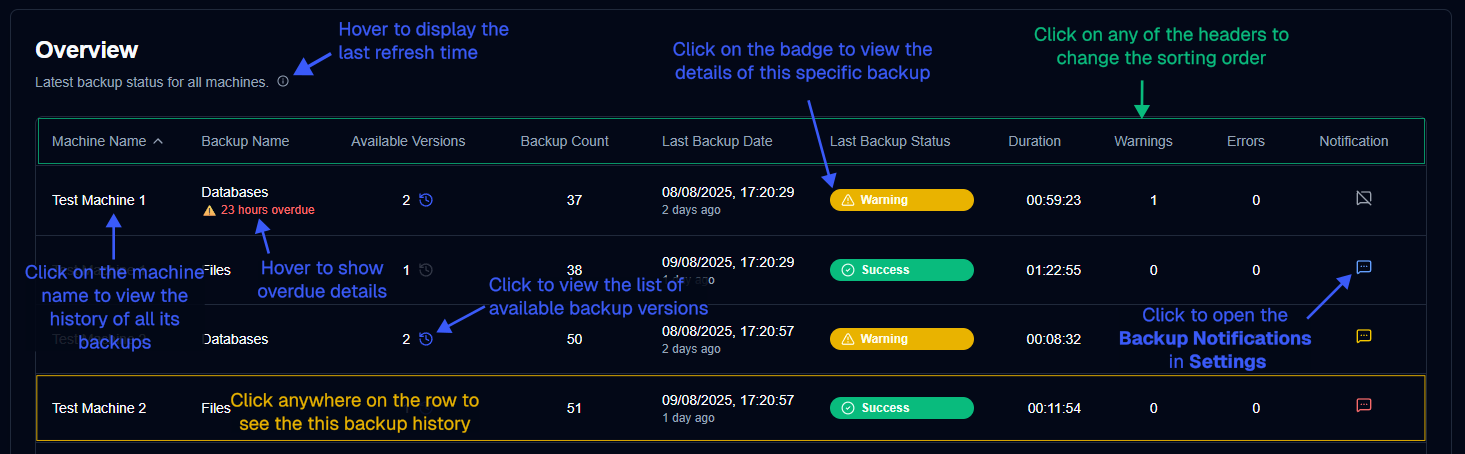 Overview
Latest backup status for all machines.
Hover to display the
last refresh time
Click on the badge to view the
details of this specific backup
Click on any of the headers to
change the sorting order
Machine Name Backup Name Available Versions Backup Count Last Backup Date Last Backup Status Duration Warnings Errors Notification
Test Machine 1 Databases 2 37 08/08/2025, 17:20:29 Warning 00:59:23 1 0
23 hours overdue 2 days ago
Click on the machine
name to view the
history of all its
backups
Hover to show
overdue details
Files 1 38 09/08/2025, 17:20:29 Success 01:22:55 0 0
1 day ago
Click to view the list of
available backup versions
Click to open the
Backup Notifications
in Settings
Databases 2 50 08/08/2025, 17:20:57 Warning 00:08:32
2 days ago
Test Machine 2 Files 51 09/08/2025, 17:20:57 Success 00:11:54 0 0
1 day ago
Click anywhere on the row to
see the this backup history